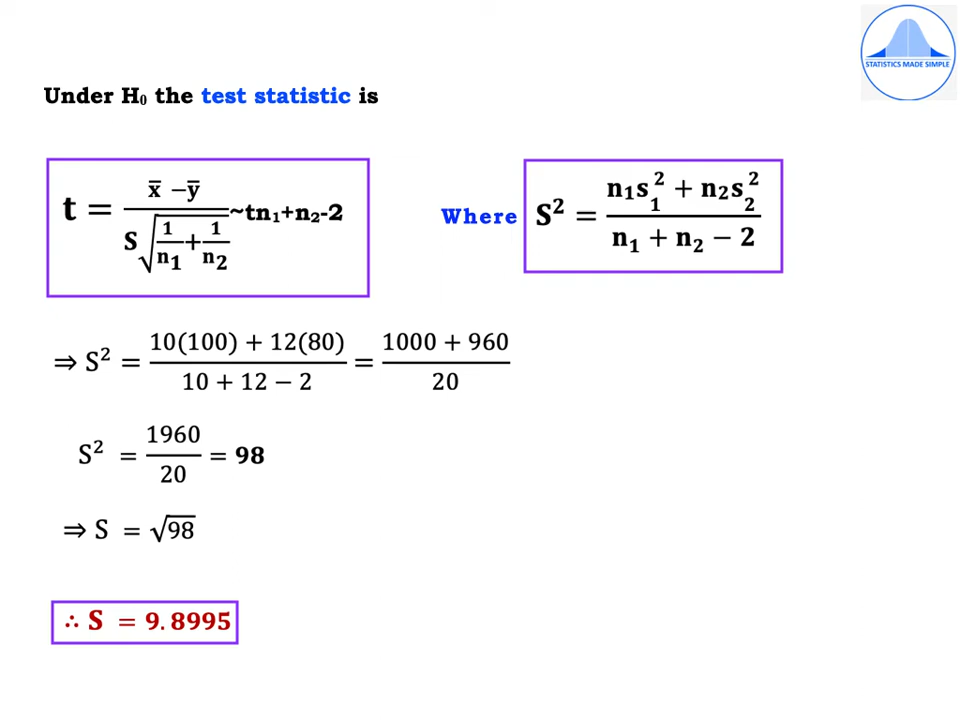 STATISTICS MADE SIMPLE
Under H₀ the test statistic is
t = (x̄ − ȳ) / (S√(1/n₁ + 1/n₂)) ~tn₁+n₂-2
Where S² = (n₁s₁² + n₂s₂²) / (n₁ + n₂ − 2)
⇒ S² = (10(100) + 12(80)) / (10 + 12 − 2) = (1000 + 960) / 20
S² = 1960 / 20 = 98
⇒ S = √98
∴ S = 9.8995